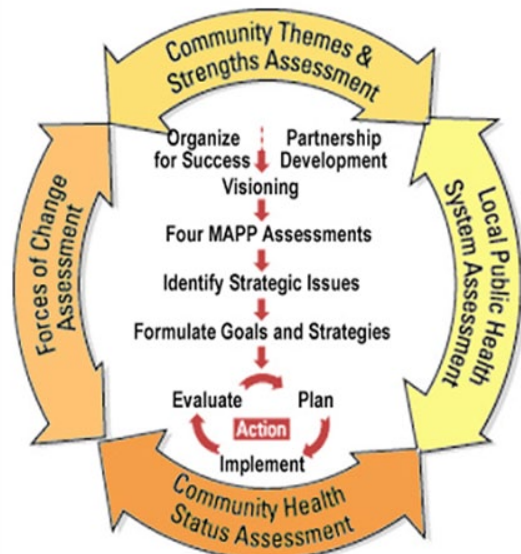 Community Themes &
Strengths Assessment
Organize
for Success
Partnership
Development
Visioning
Four MAPP Assessments
Identify Strategic Issues
Formulate Goals and Strategies
Evaluate
Plan
Action
Implement
Forces of Change
Assessment
Local Public Health
System Assessment
Community Health
Status Assessment